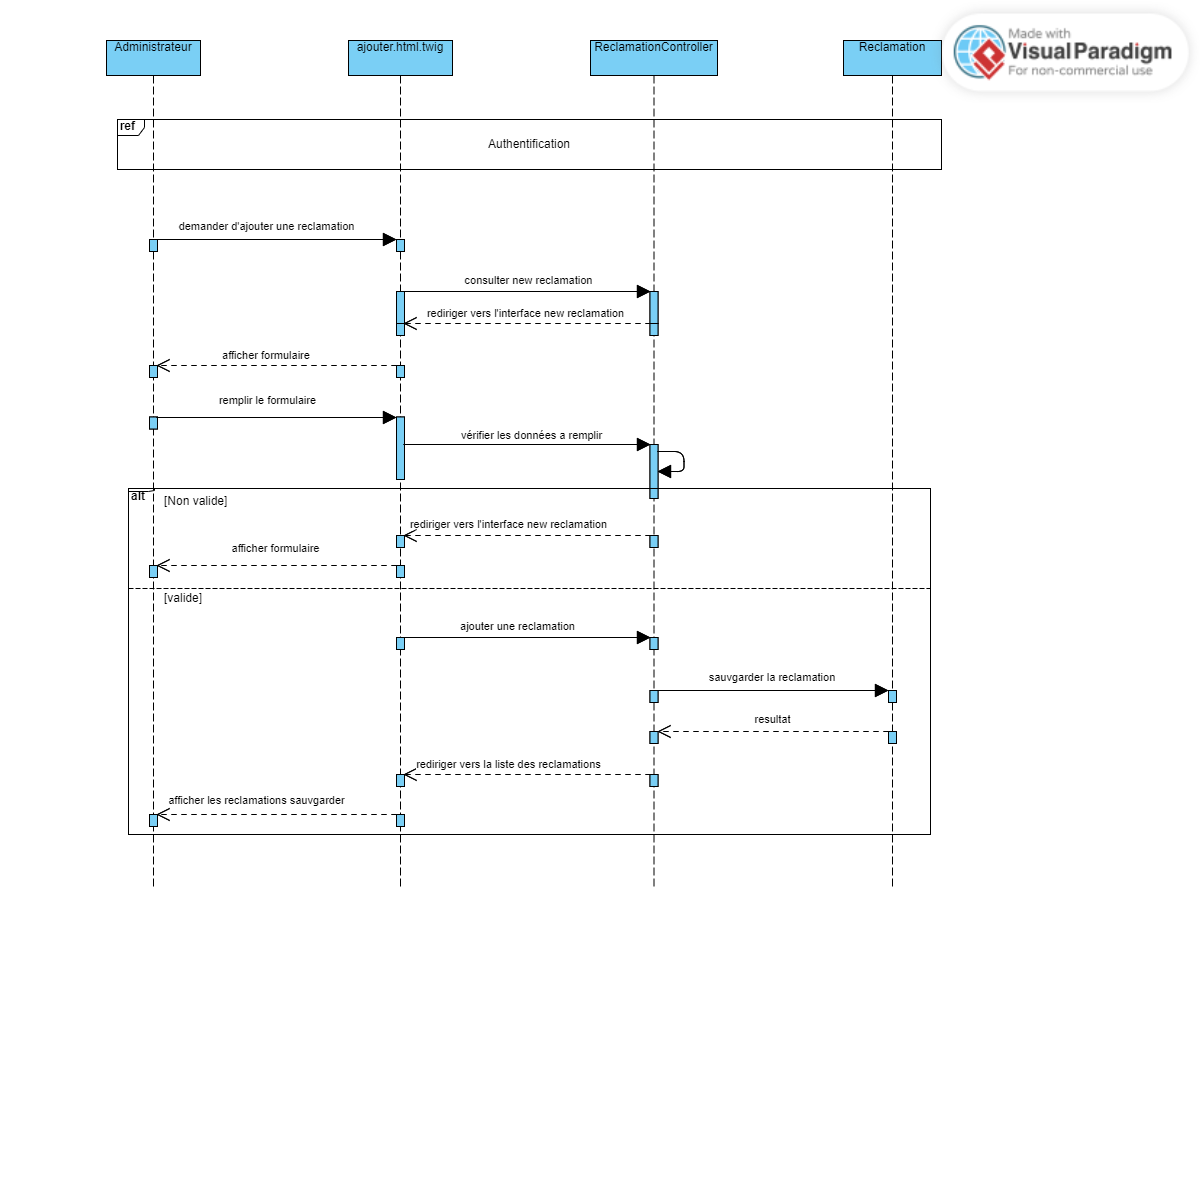 Made with
Visual Paradigm
For non-commercial use
Administrateur
ajouter.html.twig
ReclamationController
Reclamation
ref
Authentification
demander d'ajouter une reclamation
consulter new reclamation
rediriger vers l'interface new reclamation
afficher formulaire
remplir le formulaire
vérifier les données a remplir
alt
[Non valide]
rediriger vers l'interface new reclamation
afficher formulaire
[valide]
ajouter une reclamation
sauvgarder la reclamation
resultat
rediriger vers la liste des reclamations
afficher les reclamations sauvgarder